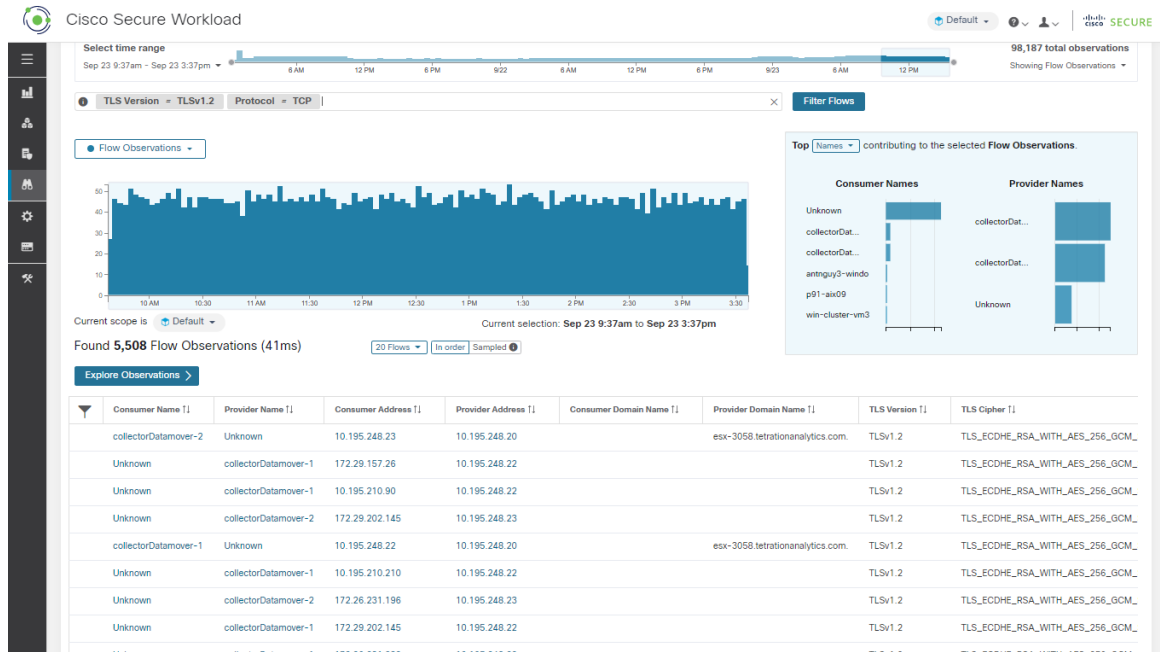 Cisco Secure Workload
Default
cisco SECURE
Select time range
Sep 23 9:37am - Sep 23 3:37pm
6 AM 12 PM 6 PM 9/22 6 AM 12 PM 6 PM 9/23 6 AM 12 PM
98,187 total observations
Showing Flow Observations
TLS Version = TLSv1.2 Protocol = TCP
Filter Flows
Flow Observations
50
40
30
20
10
0
10 AM 10:30 11 AM 11:30 12 PM 12:30 1 PM 1:30 2 PM 2:30 3 PM 3:30
Top Names contributing to the selected Flow Observations.
Consumer Names
Unknown
collectorDat...
collectorDat...
antnguy3-windo
p91-aix09
win-cluster-vm3
Provider Names
collectorDat...
collectorDat...
Unknown
Current scope is Default
Current selection: Sep 23 9:37am to Sep 23 3:37pm
Found 5,508 Flow Observations (41ms)
20 Flows In order Sampled
Explore Observations
Consumer Name Provider Name Consumer Address Provider Address Consumer Domain Name Provider Domain Name TLS Version TLS Cipher
collectorDatamover-2 Unknown 10.195.248.23 10.195.248.20 esx-3058.tetrationanalytics.com. TLSv1.2 TLS_ECDHE_RSA_WITH_AES_256_GCM_
Unknown collectorDatamover-1 172.29.157.26 10.195.248.22 TLSv1.2 TLS_ECDHE_RSA_WITH_AES_256_GCM_
Unknown collectorDatamover-1 10.195.210.90 10.195.248.22 TLSv1.2 TLS_ECDHE_RSA_WITH_AES_256_GCM_
Unknown collectorDatamover-2 172.29.202.145 10.195.248.23 TLSv1.2 TLS_ECDHE_RSA_WITH_AES_256_GCM_
collectorDatamover-1 Unknown 10.195.248.22 10.195.248.20 esx-3058.tetrationanalytics.com. TLSv1.2 TLS_ECDHE_RSA_WITH_AES_256_GCM_
Unknown collectorDatamover-1 10.195.210.210 10.195.248.22 TLSv1.2 TLS_ECDHE_RSA_WITH_AES_256_GCM_
Unknown collectorDatamover-2 172.26.231.196 10.195.248.23 TLSv1.2 TLS_ECDHE_RSA_WITH_AES_256_GCM_
Unknown collectorDatamover-1 172.29.202.145 10.195.248.22 TLSv1.2 TLS_ECDHE_RSA_WITH_AES_256_GCM_